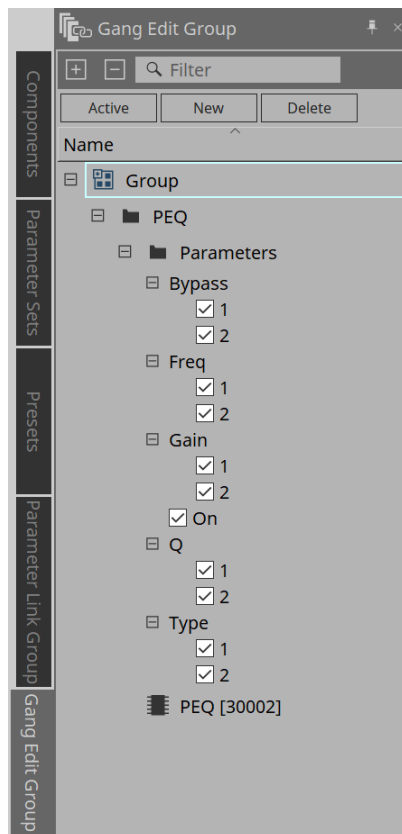 Gang Edit Group
Filter
Active New Delete
Name
Group
PEQ
Parameters
Bypass
1
2
Freq
1
2
Gain
1
2
On
Q
1
2
Type
1
2
PEQ [30002]
Components
Parameter Sets
Presets
Parameter Link Group
Gang Edit Group